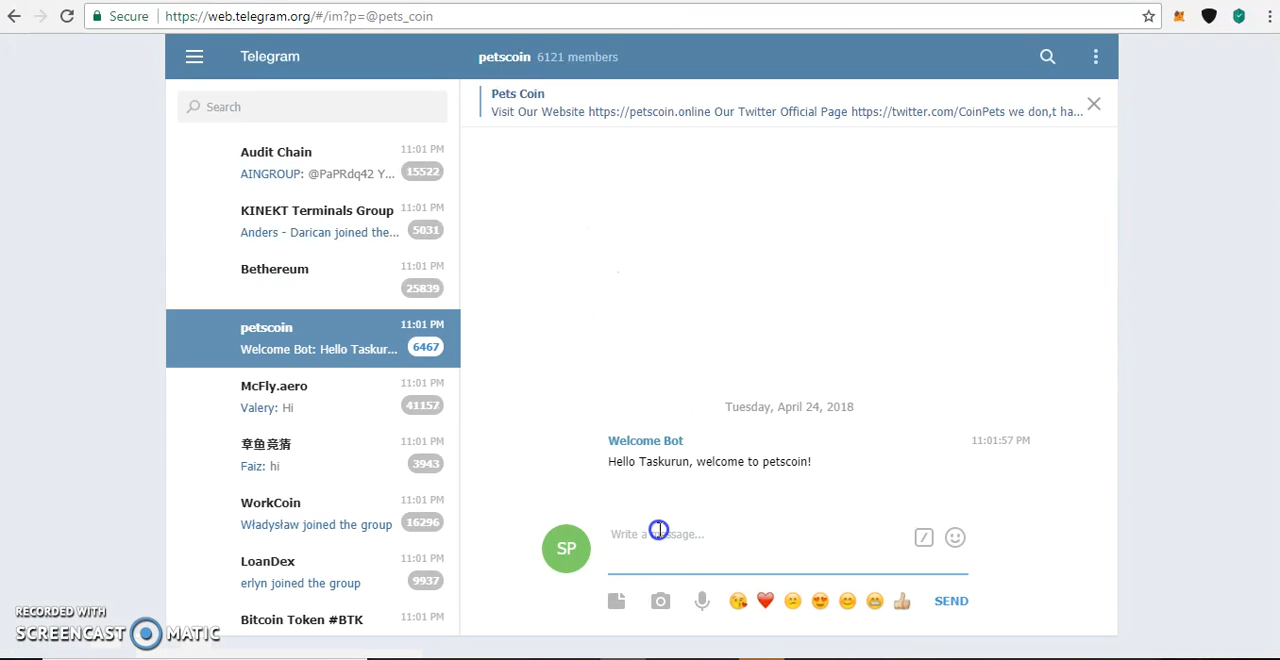 Secure
https://web.telegram.org/#/im?p=@pets_coin
Telegram
petscoin 6121 members
Search
Pets Coin
Visit Our Website https://petscoin.online Our Twitter Official Page https://twitter.com/CoinPets we don,t ha...
Audit Chain 11:01 PM
AINGROUP: @PaPRdq42 Y... 15522
KINEKT Terminals Group 11:01 PM
Anders - Darican joined the... 5031
Bethereum 11:01 PM
25839
petscoin 11:01 PM
Welcome Bot: Hello Taskur... 6467
McFly.aero 11:01 PM
Valery: Hi 41157
章鱼竞猜 11:01 PM
Faiz: hi 3943
WorkCoin 11:01 PM
Władysław joined the group 16296
LoanDex 11:01 PM
erlyn joined the group 9937
Bitcoin Token #BTK 11:01 PM
Tuesday, April 24, 2018
Welcome Bot 11:01:57 PM
Hello Taskurun, welcome to petscoin!
SP
Write a message...
SEND
RECORDED WITH
SCREENCAST MATIC